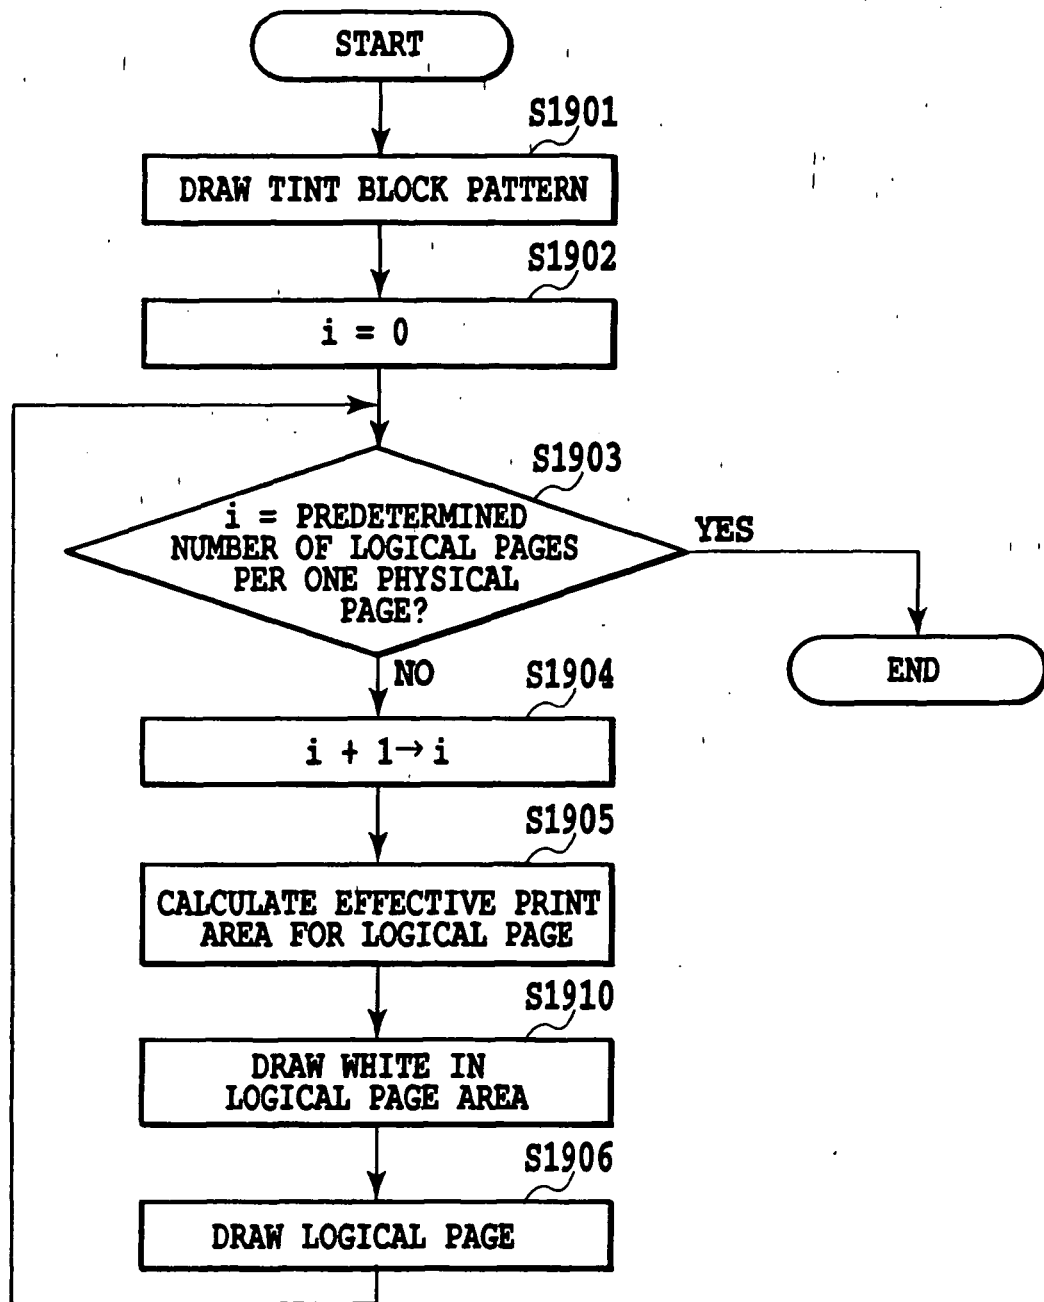 START
S1901
DRAW TINT BLOCK PATTERN
S1902
i = 0
S1903
i = PREDETERMINED
NUMBER OF LOGICAL PAGES
PER ONE PHYSICAL
PAGE?
YES
END
NO
S1904
i + 1→ i
S1905
CALCULATE EFFECTIVE PRINT
AREA FOR LOGICAL PAGE
S1910
DRAW WHITE IN
LOGICAL PAGE AREA
S1906
DRAW LOGICAL PAGE